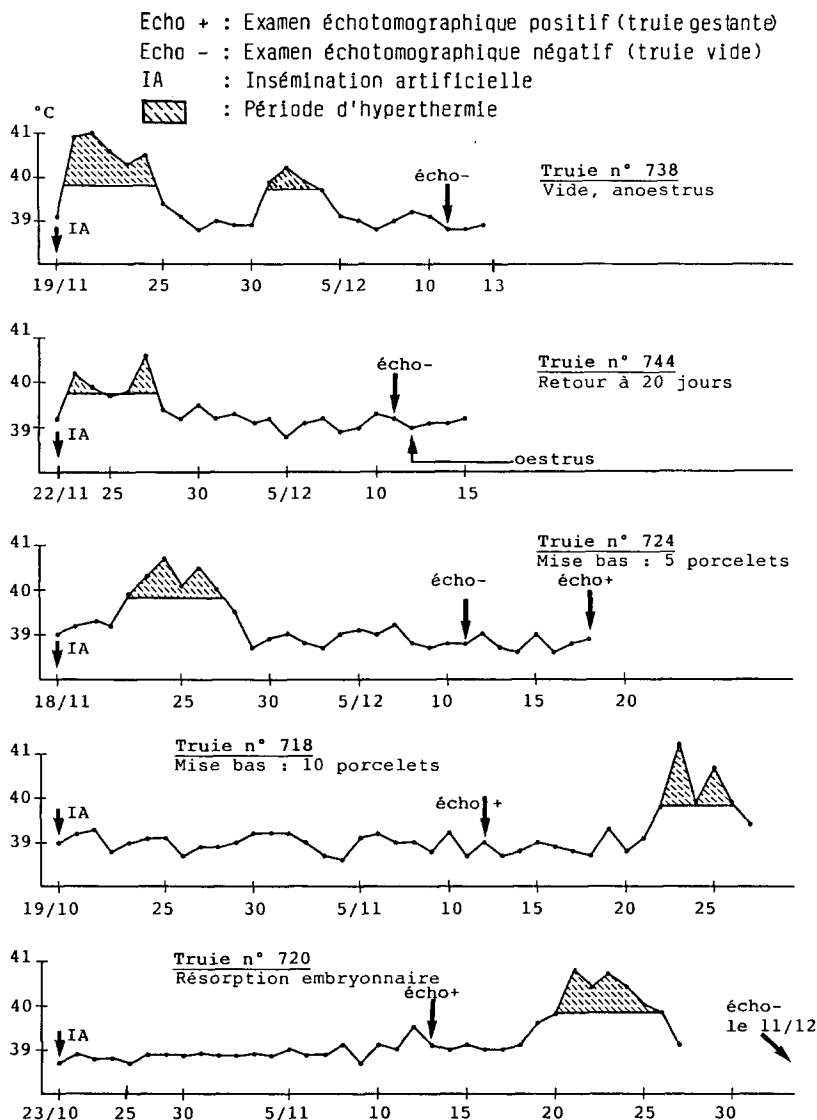 Echo + : Examen échotomographique positif (truie gestante)
Echo - : Examen échotomographique négatif (truie vide)
IA : Insémination artificielle
: Période d'hyperthermie
°C
41
40
39
écho-
IA
Truie n° 738
Vide, anoestrus
19/11 25 30 5/12 10 13
41
40
39
écho-
IA
oestrus
Truie n° 744
Retour à 20 jours
22/11 25 30 5/12 10 15
41
40
39
Truie n° 724
Mise bas : 5 porcelets
écho- écho+
IA
18/11 25 30 5/12 10 15 20
41
40
39
Truie n° 718
Mise bas : 10 porcelets
IA
écho +
19/10 25 30 5/11 10 15 20 25
41
40
39
Truie n° 720
Résorption embryonnaire
écho+
IA
écho-
le 11/12
23/10 25 30 5/11 10 15 20 25 30